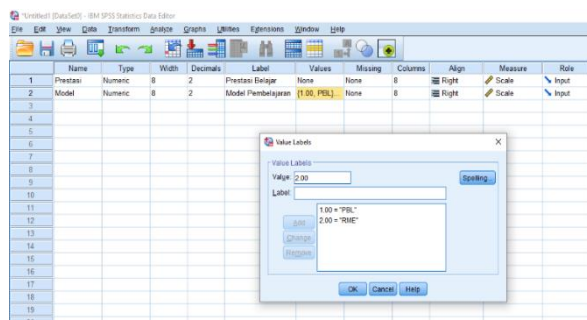 *Untitled1 [DataSet0] - IBM SPSS Statistics Data Editor
File Edit View Data Transform Analyze Graphs Utilities Extensions Window Help
Name Type Width Decimals Label Values Missing Columns Align Measure Role
1 Prestasi Numeric 8 2 Prestasi Belajar None None 8 Right Scale Input
2 Model Numeric 8 2 Model Pembelajaran {1.00, PBL}... None 8 Right Scale Input
3
4
5
6
7
8
9
10
11
12
13
14
15
16
17
18
19
Value Labels
Value Labels
Value: 2.00
Spelling...
Label:
1.00 = "PBL"
2.00 = "RME"
Add
Change
Remove
OK Cancel Help